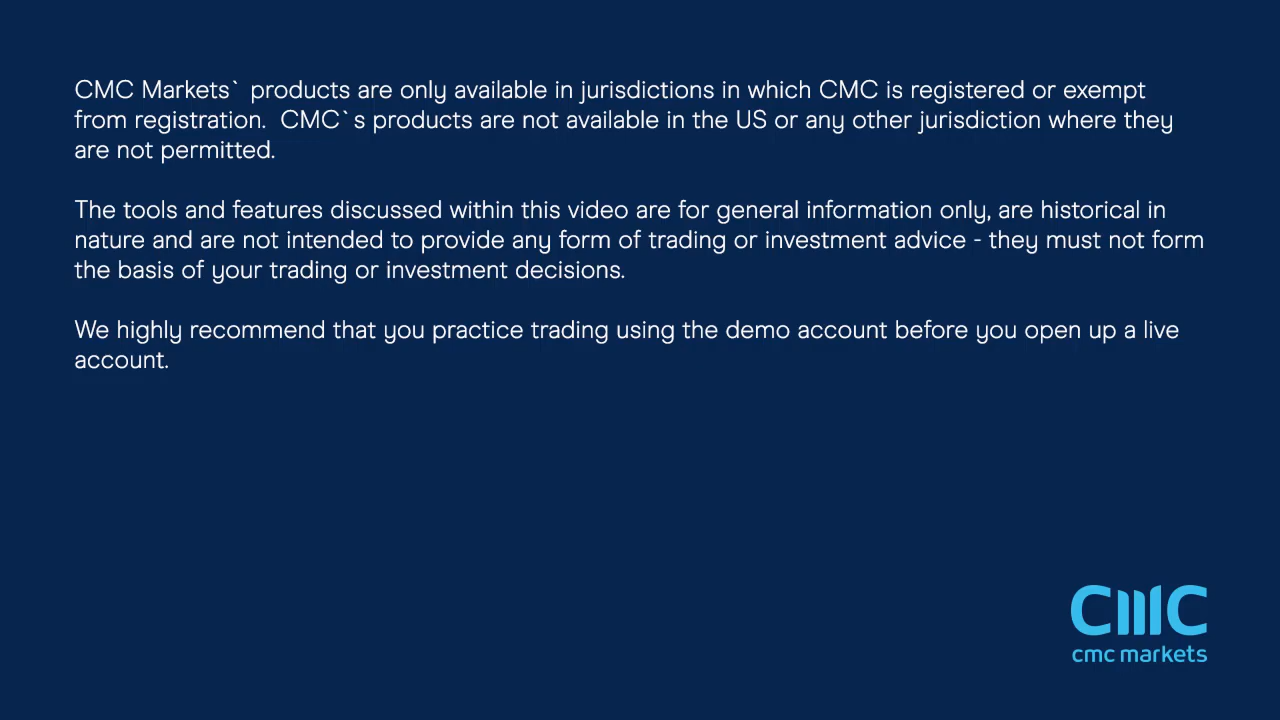 CMC Markets` products are only available in jurisdictions in which CMC is registered or exempt
from registration.  CMC`s products are not available in the US or any other jurisdiction where they
are not permitted.
The tools and features discussed within this video are for general information only, are historical in
nature and are not intended to provide any form of trading or investment advice - they must not form
the basis of your trading or investment decisions.
We highly recommend that you practice trading using the demo account before you open up a live
account.
CMC
cmc markets